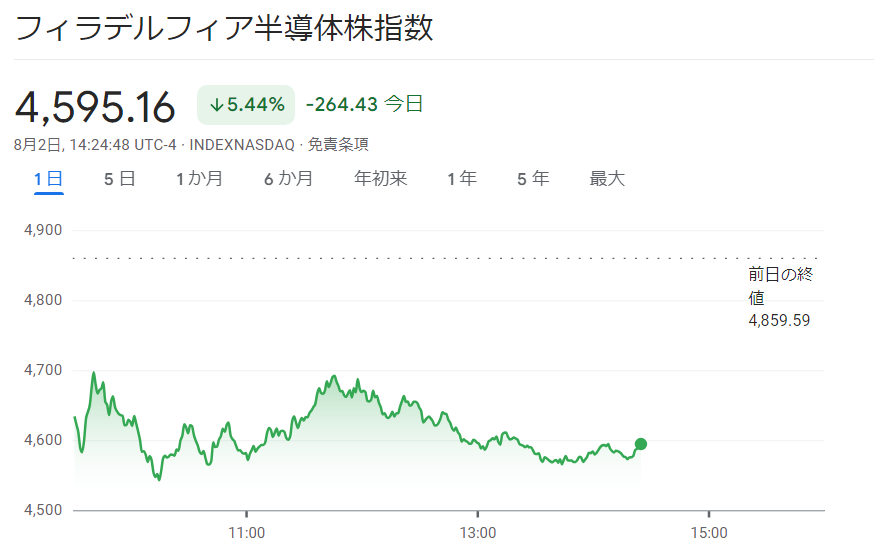 フィラデルフィア半導体株指数
4,595.16 ↓5.44% -264.43 今日
8月2日, 14:24:48 UTC-4 · INDEXNASDAQ · 免責条項
1日 5日 1か月 6か月 年初来 1年 5年 最大
4,900
前日の終
値
4,859.59
4,800
4,700
4,600
4,500
11:00 13:00 15:00